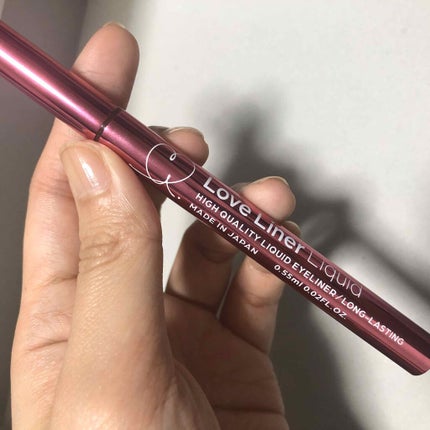 Love Liner Liquid
HIGH QUALITY LIQUID EYELINER/LONG-LASTING
MADE IN JAPAN 0.55ml 0.02FL.OZ